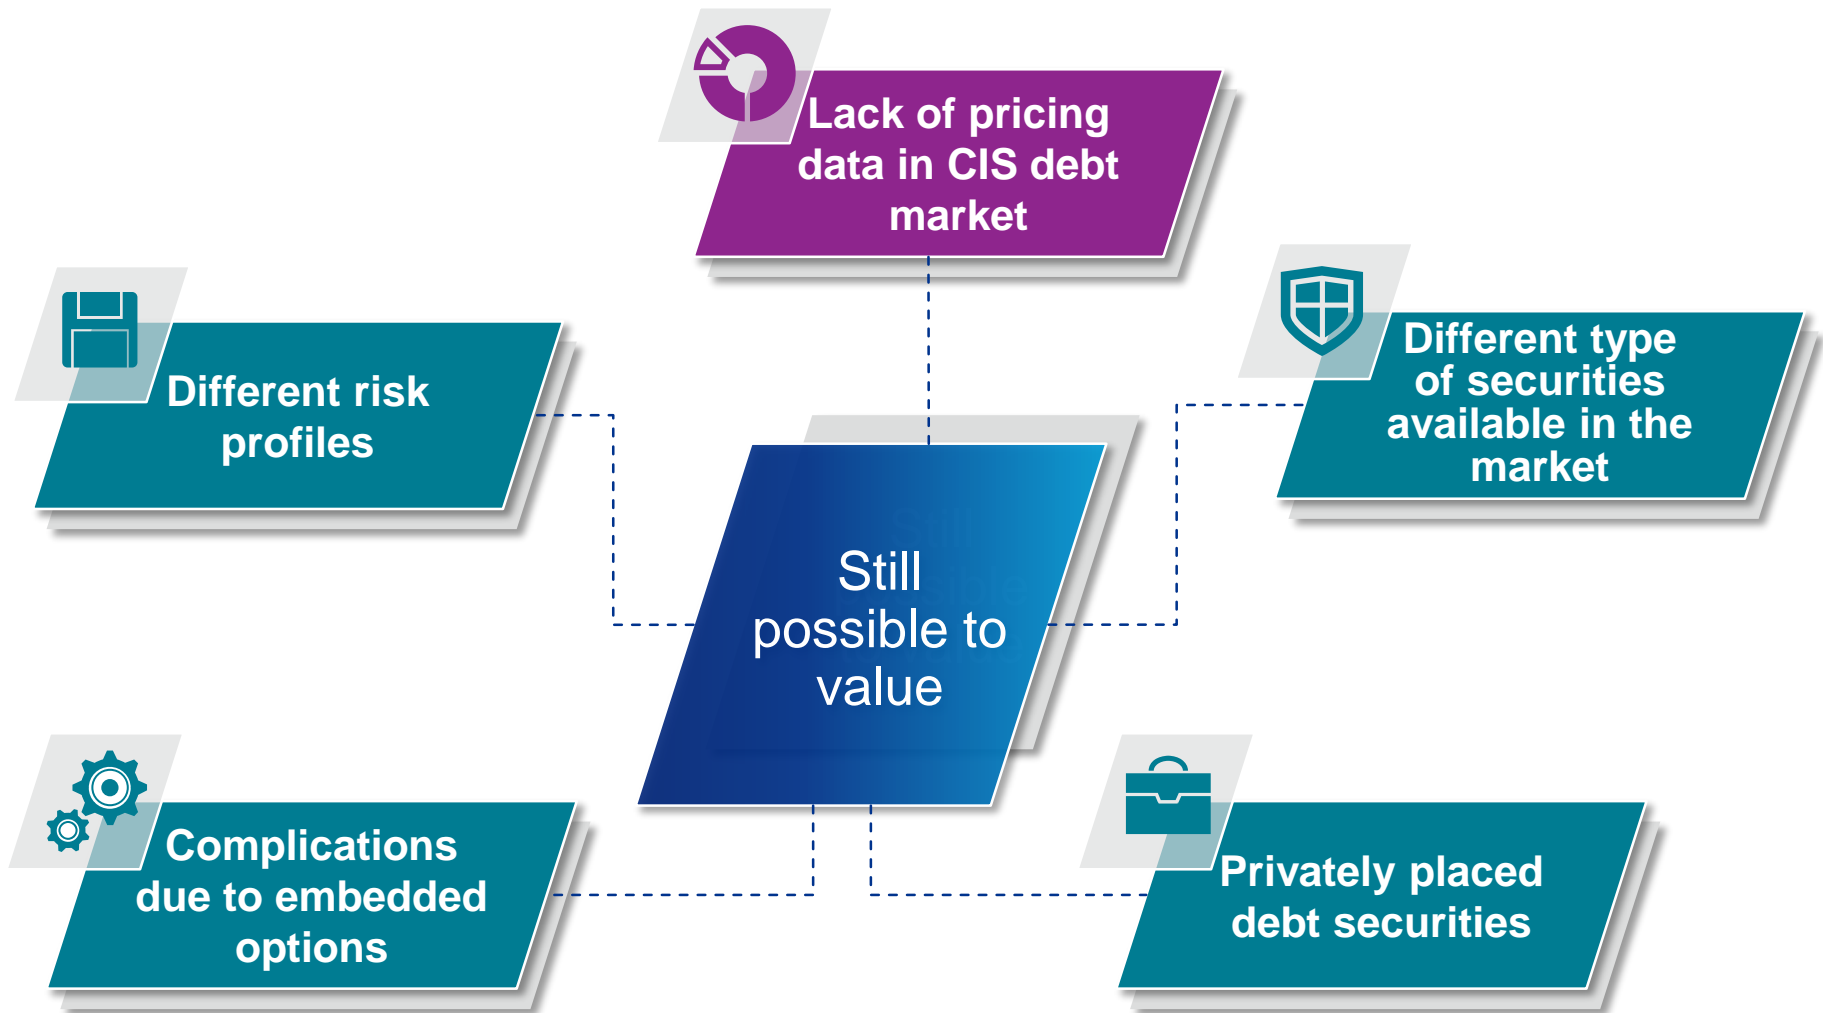 Lack of pricing
data in CIS debt
market
Different risk
profiles
Different type
of securities
available in the
market
Still
possible to
value
Complications
due to embedded
options
Privately placed
debt securities